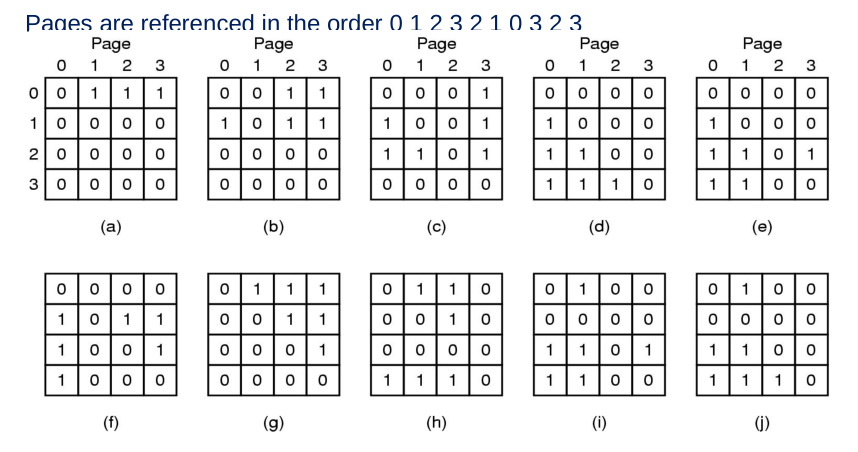 Pages are referenced in the order 0 1 2 3 2 1 0 3 2 3
Page Page Page Page Page
0 1 2 3 0 1 2 3 0 1 2 3 0 1 2 3 0 1 2 3
0 0 1 1 1 0 0 1 1 0 0 0 1 0 0 0 0 0 0 0 0
1 0 0 0 0 1 0 1 1 1 0 0 1 1 0 0 0 1 0 0 0
2 0 0 0 0 0 0 0 0 1 1 0 1 1 1 0 0 1 1 0 1
3 0 0 0 0 0 0 0 0 0 0 0 0 1 1 1 0 1 1 0 0
(a) (b) (c) (d) (e)
0 0 0 0 0 1 1 1 0 1 1 0 0 1 0 0 0 1 0 0
1 0 1 1 0 0 1 1 0 0 1 0 0 0 0 0 0 0 0 0
1 0 0 1 0 0 0 1 0 0 0 0 1 1 0 1 1 1 0 0
1 0 0 0 0 0 0 0 1 1 1 0 1 1 0 0 1 1 1 0
(f) (g) (h) (i) (j)